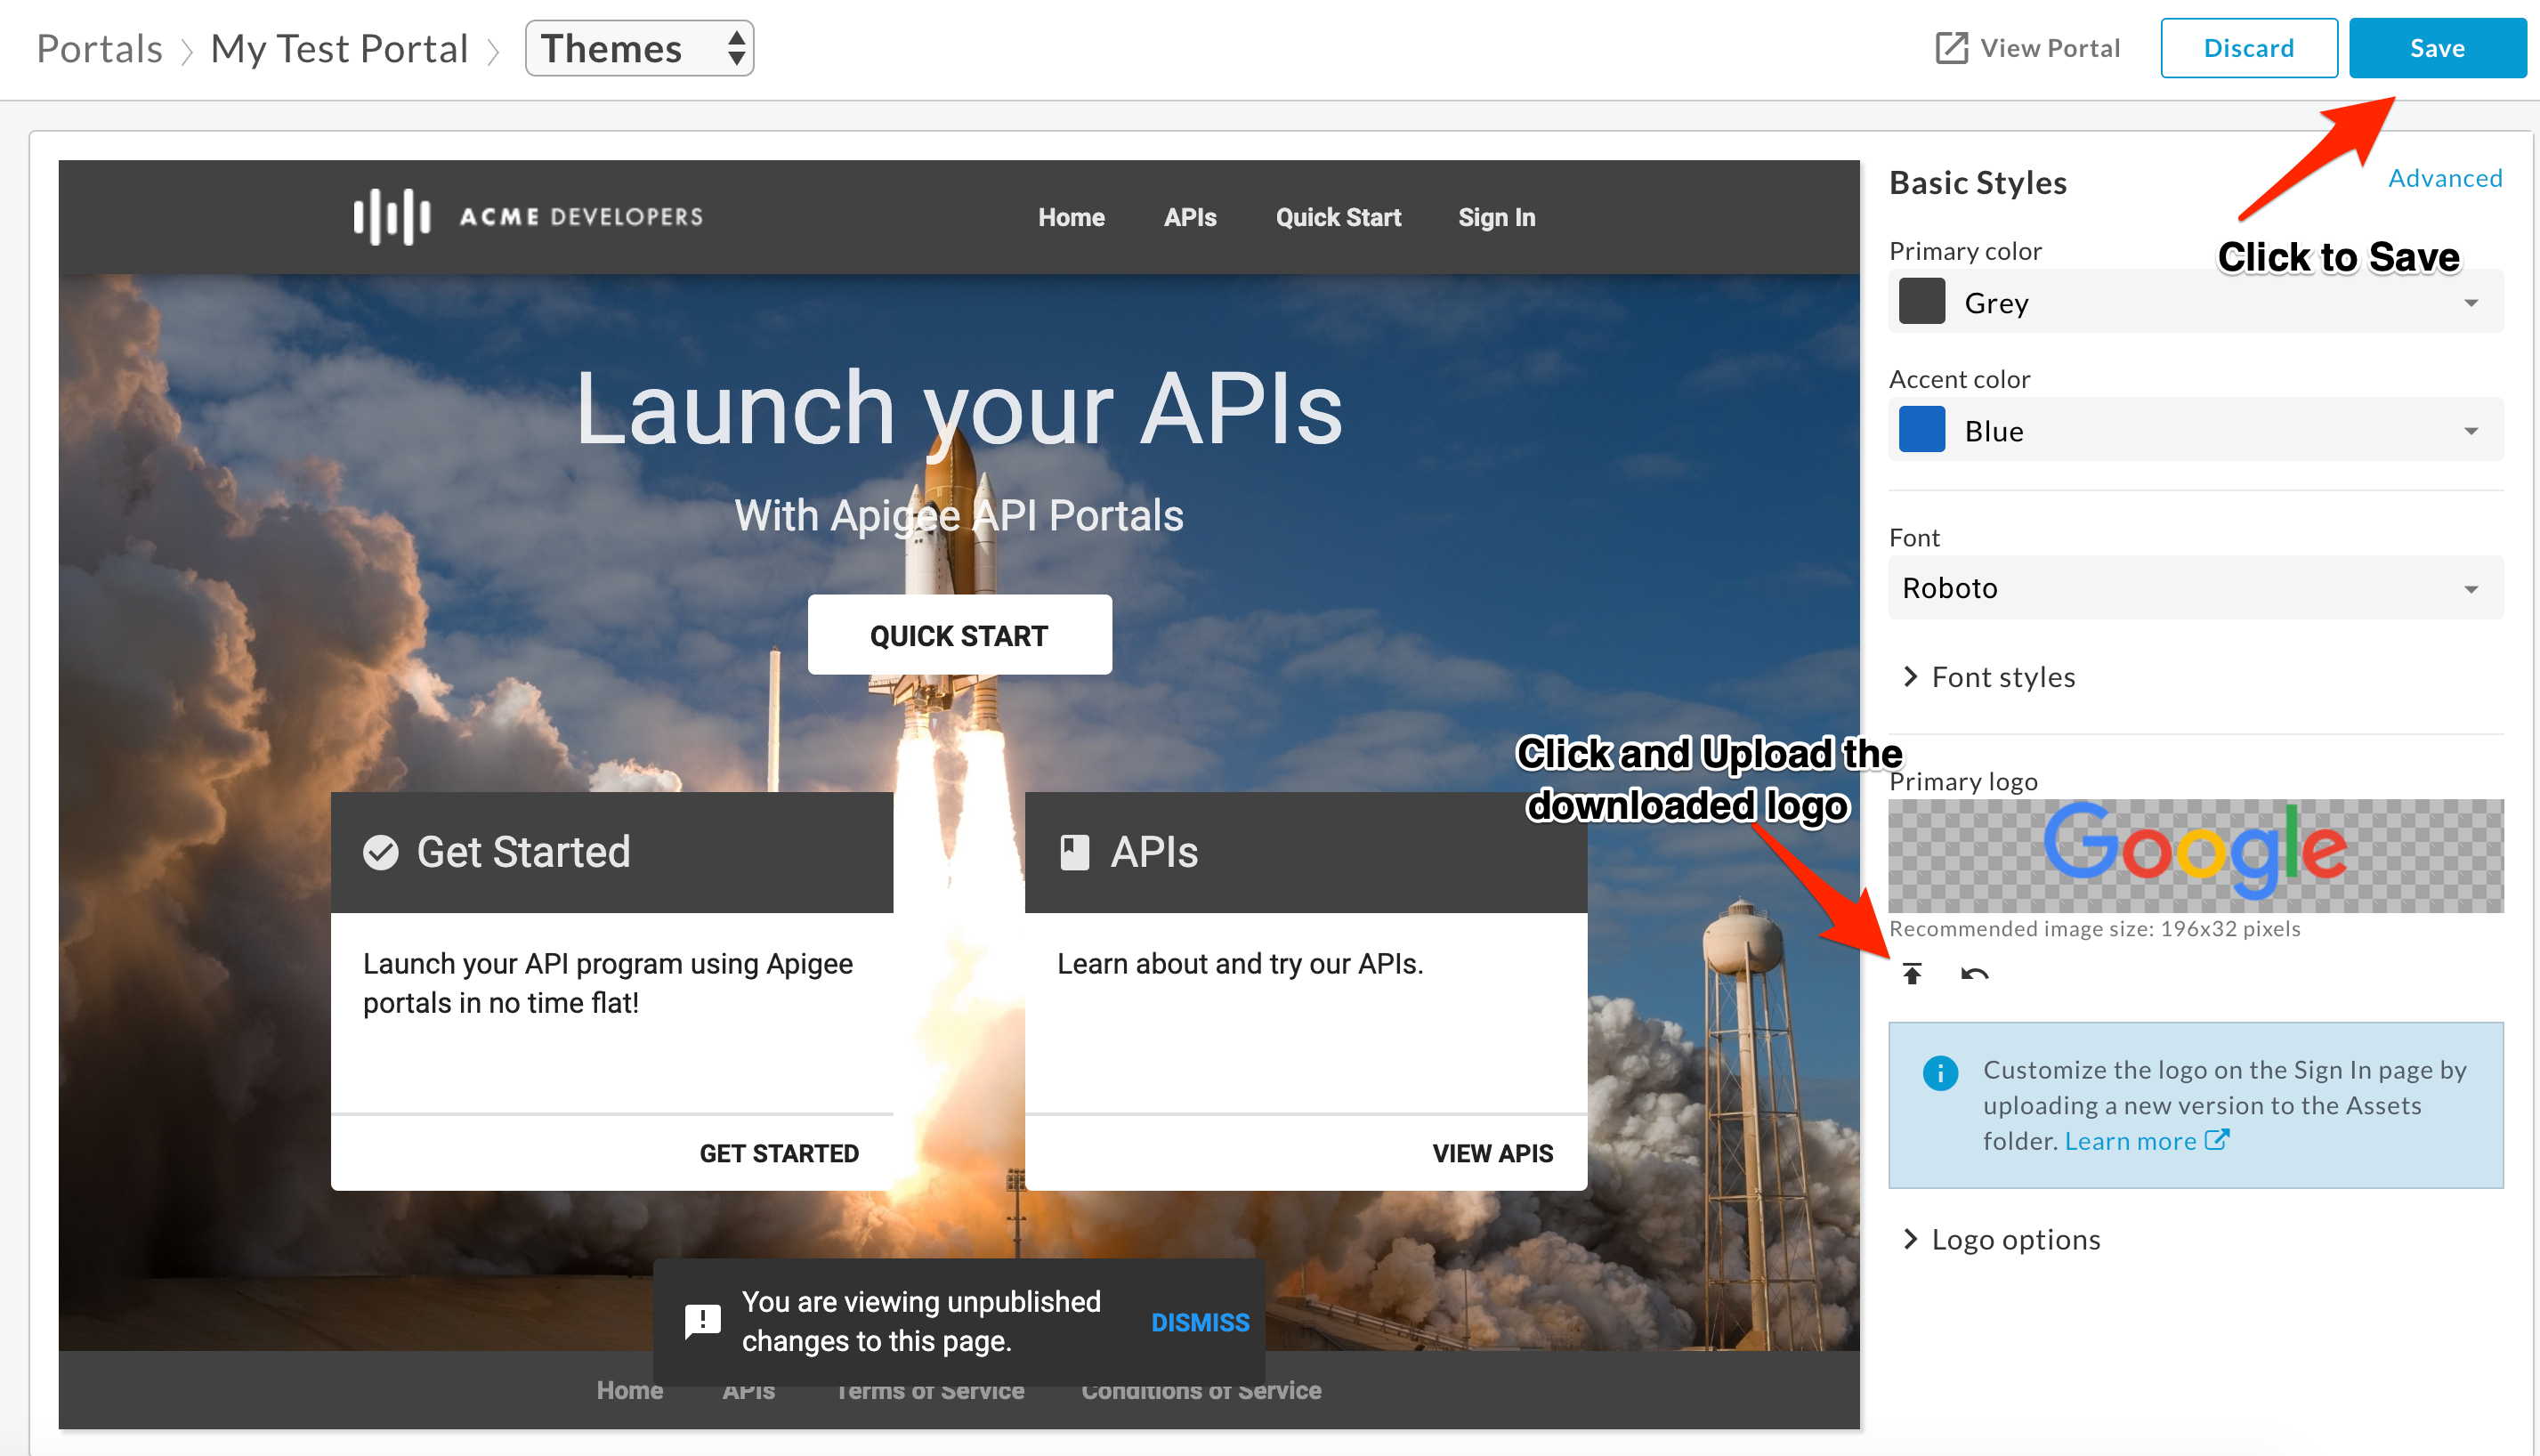 Portals
My Test Portal
Themes
View Portal
Discard
Save
ACME DEVELOPERS
Home
APIs
Quick Start
Sign In
Launch your APIs
With Apigee API Portals
QUICK START
Get Started
Launch your API program using Apigee
portals in no time flat!
GET STARTED
APIs
Learn about and try our APIs.
VIEW APIS
You are viewing unpublished
changes to this page.
DISMISS
Home
APIs
Terms of Service
Conditions of Service
Basic Styles
Advanced
Click to Save
Primary color
Grey
Accent color
Blue
Font
Roboto
Font styles
Click and Upload the
downloaded logo
Primary logo
Google
Recommended image size: 196x32 pixels
Customize the logo on the Sign In page by
uploading a new version to the Assets
folder. Learn more
Logo options